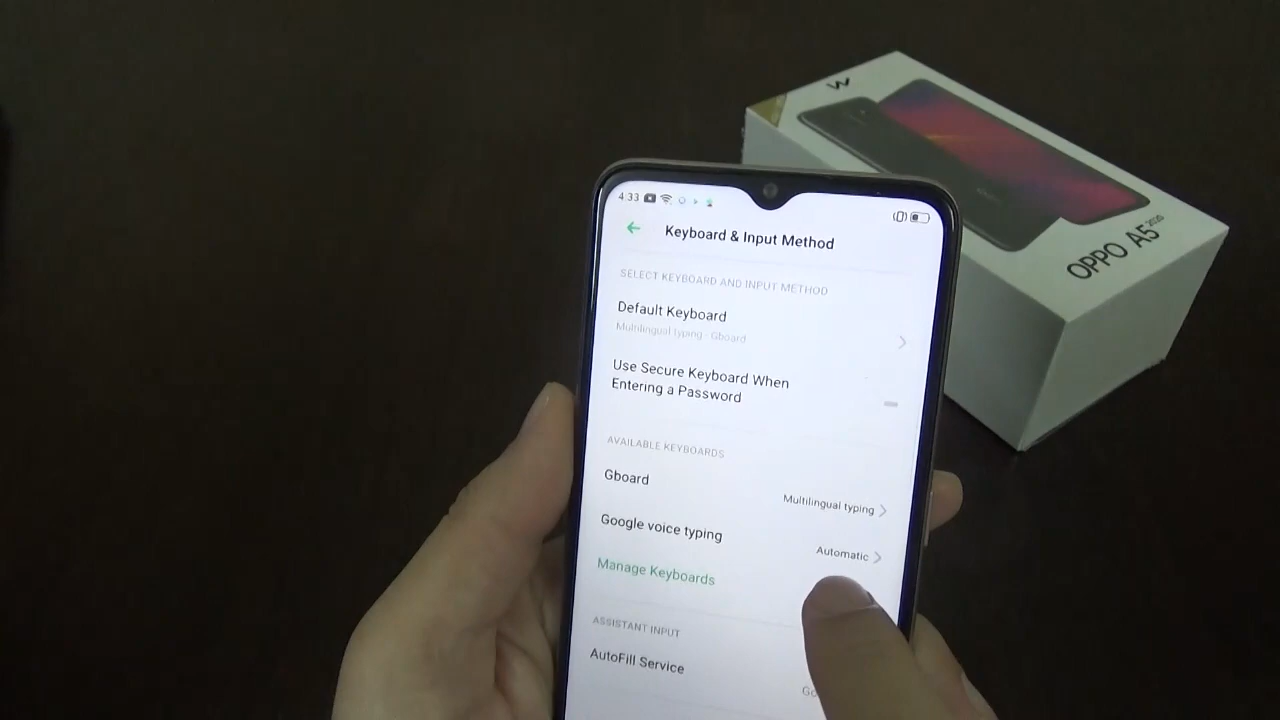 W
OPPO A5 2020
4:33
Keyboard & Input Method
SELECT KEYBOARD AND INPUT METHOD
Default Keyboard
Multilingual typing - Gboard
Use Secure Keyboard When
Entering a Password
AVAILABLE KEYBOARDS
Gboard
Multilingual typing
Google voice typing
Automatic
Manage Keyboards
ASSISTANT INPUT
AutoFill Service